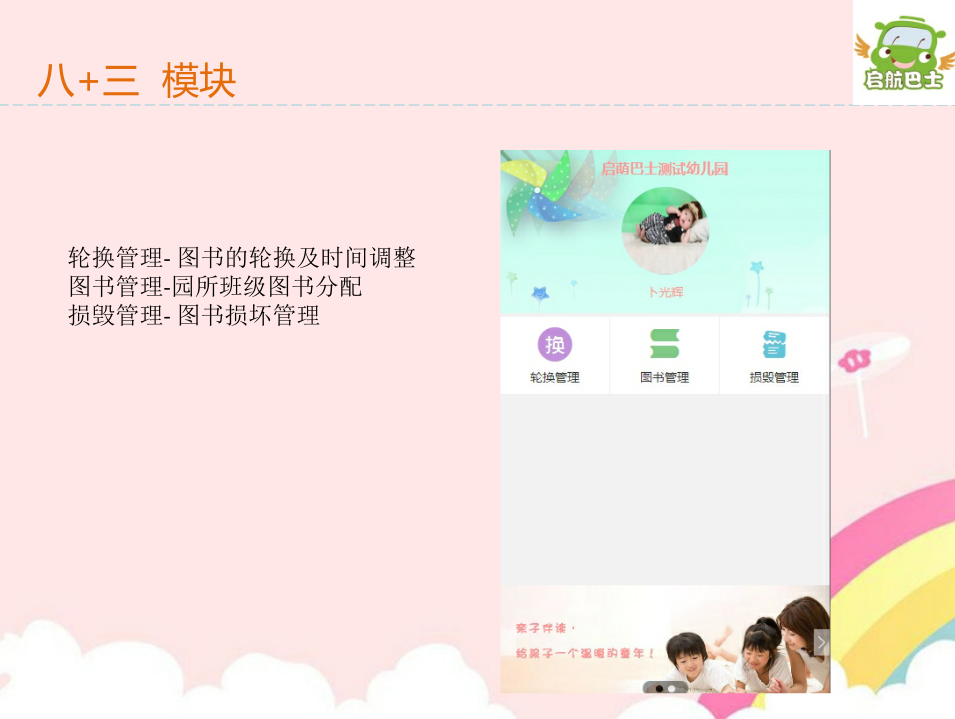 八+三 模块
启航巴士
轮换管理- 图书的轮换及时间调整
图书管理-园所班级图书分配
损毁管理- 图书损坏管理
启萌巴士测试幼儿园
卜光辉
换
轮换管理
图书管理
损毁管理
亲子伴读·
给孩子一个温暖的童年！